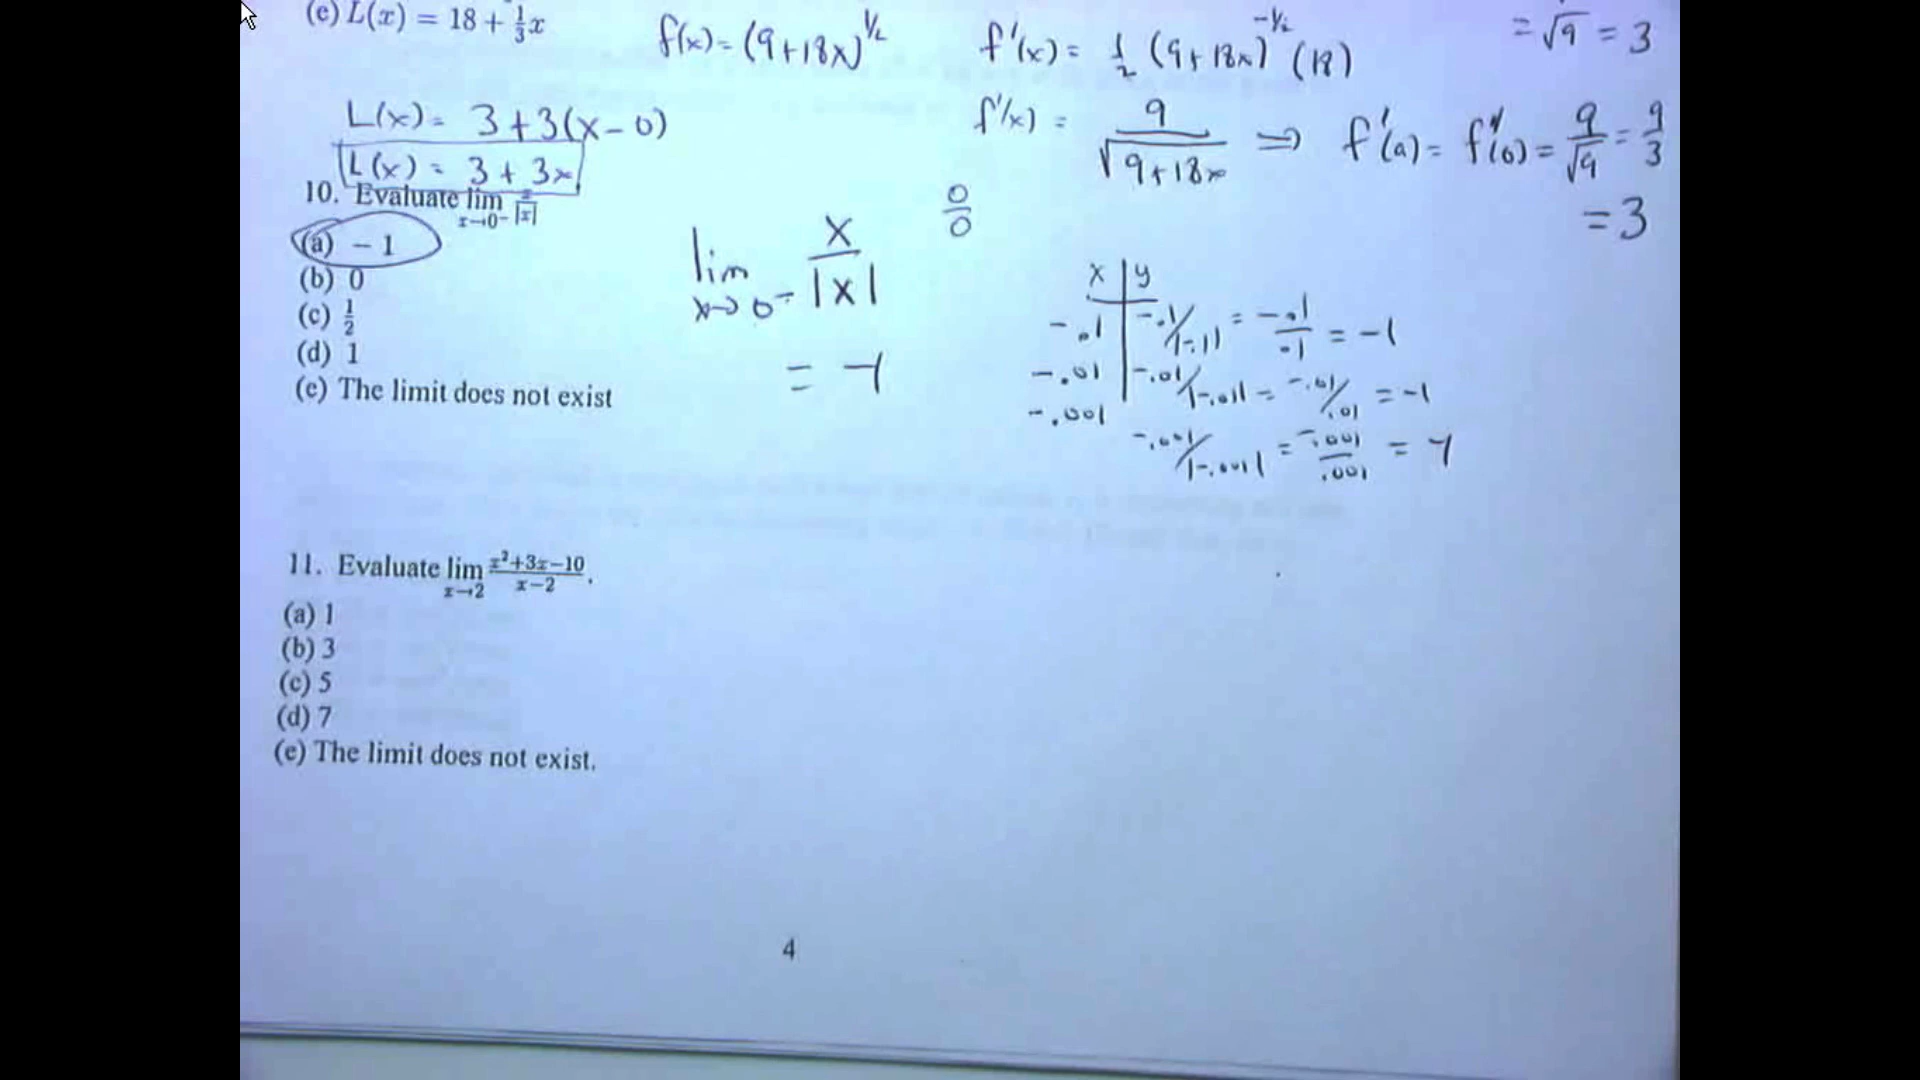 (e) L(x) = 18 + 1/3 x
f(x) = (9+18x)^1/2
f'(x) = 1/2 (9+18x)^-1/2 (18)
= √9 = 3
L(x) = 3+3(x-0)
L(x) = 3 + 3x
f'(x) = 9/√(9+18x) ⇒ f'(a) = f'(0) = 9/√9 = 9/3
= 3
10. Evaluate lim x→0⁻ x/|x|
(a) -1
(b) 0
(c) 1/2
(d) 1
(e) The limit does not exist
lim x→0⁻ x/|x|
= -1
0/0
x | y
-.1 | -.1/|-.1| = -.1/.1 = -1
-.01 | -.01/|-.01| = -.01/.01 = -1
-.001 -.001/|-.001| = -.001/.001 = -1
11. Evaluate lim x→2 x²+3x-10/x-2.
(a) 1
(b) 3
(c) 5
(d) 7
(e) The limit does not exist.
4